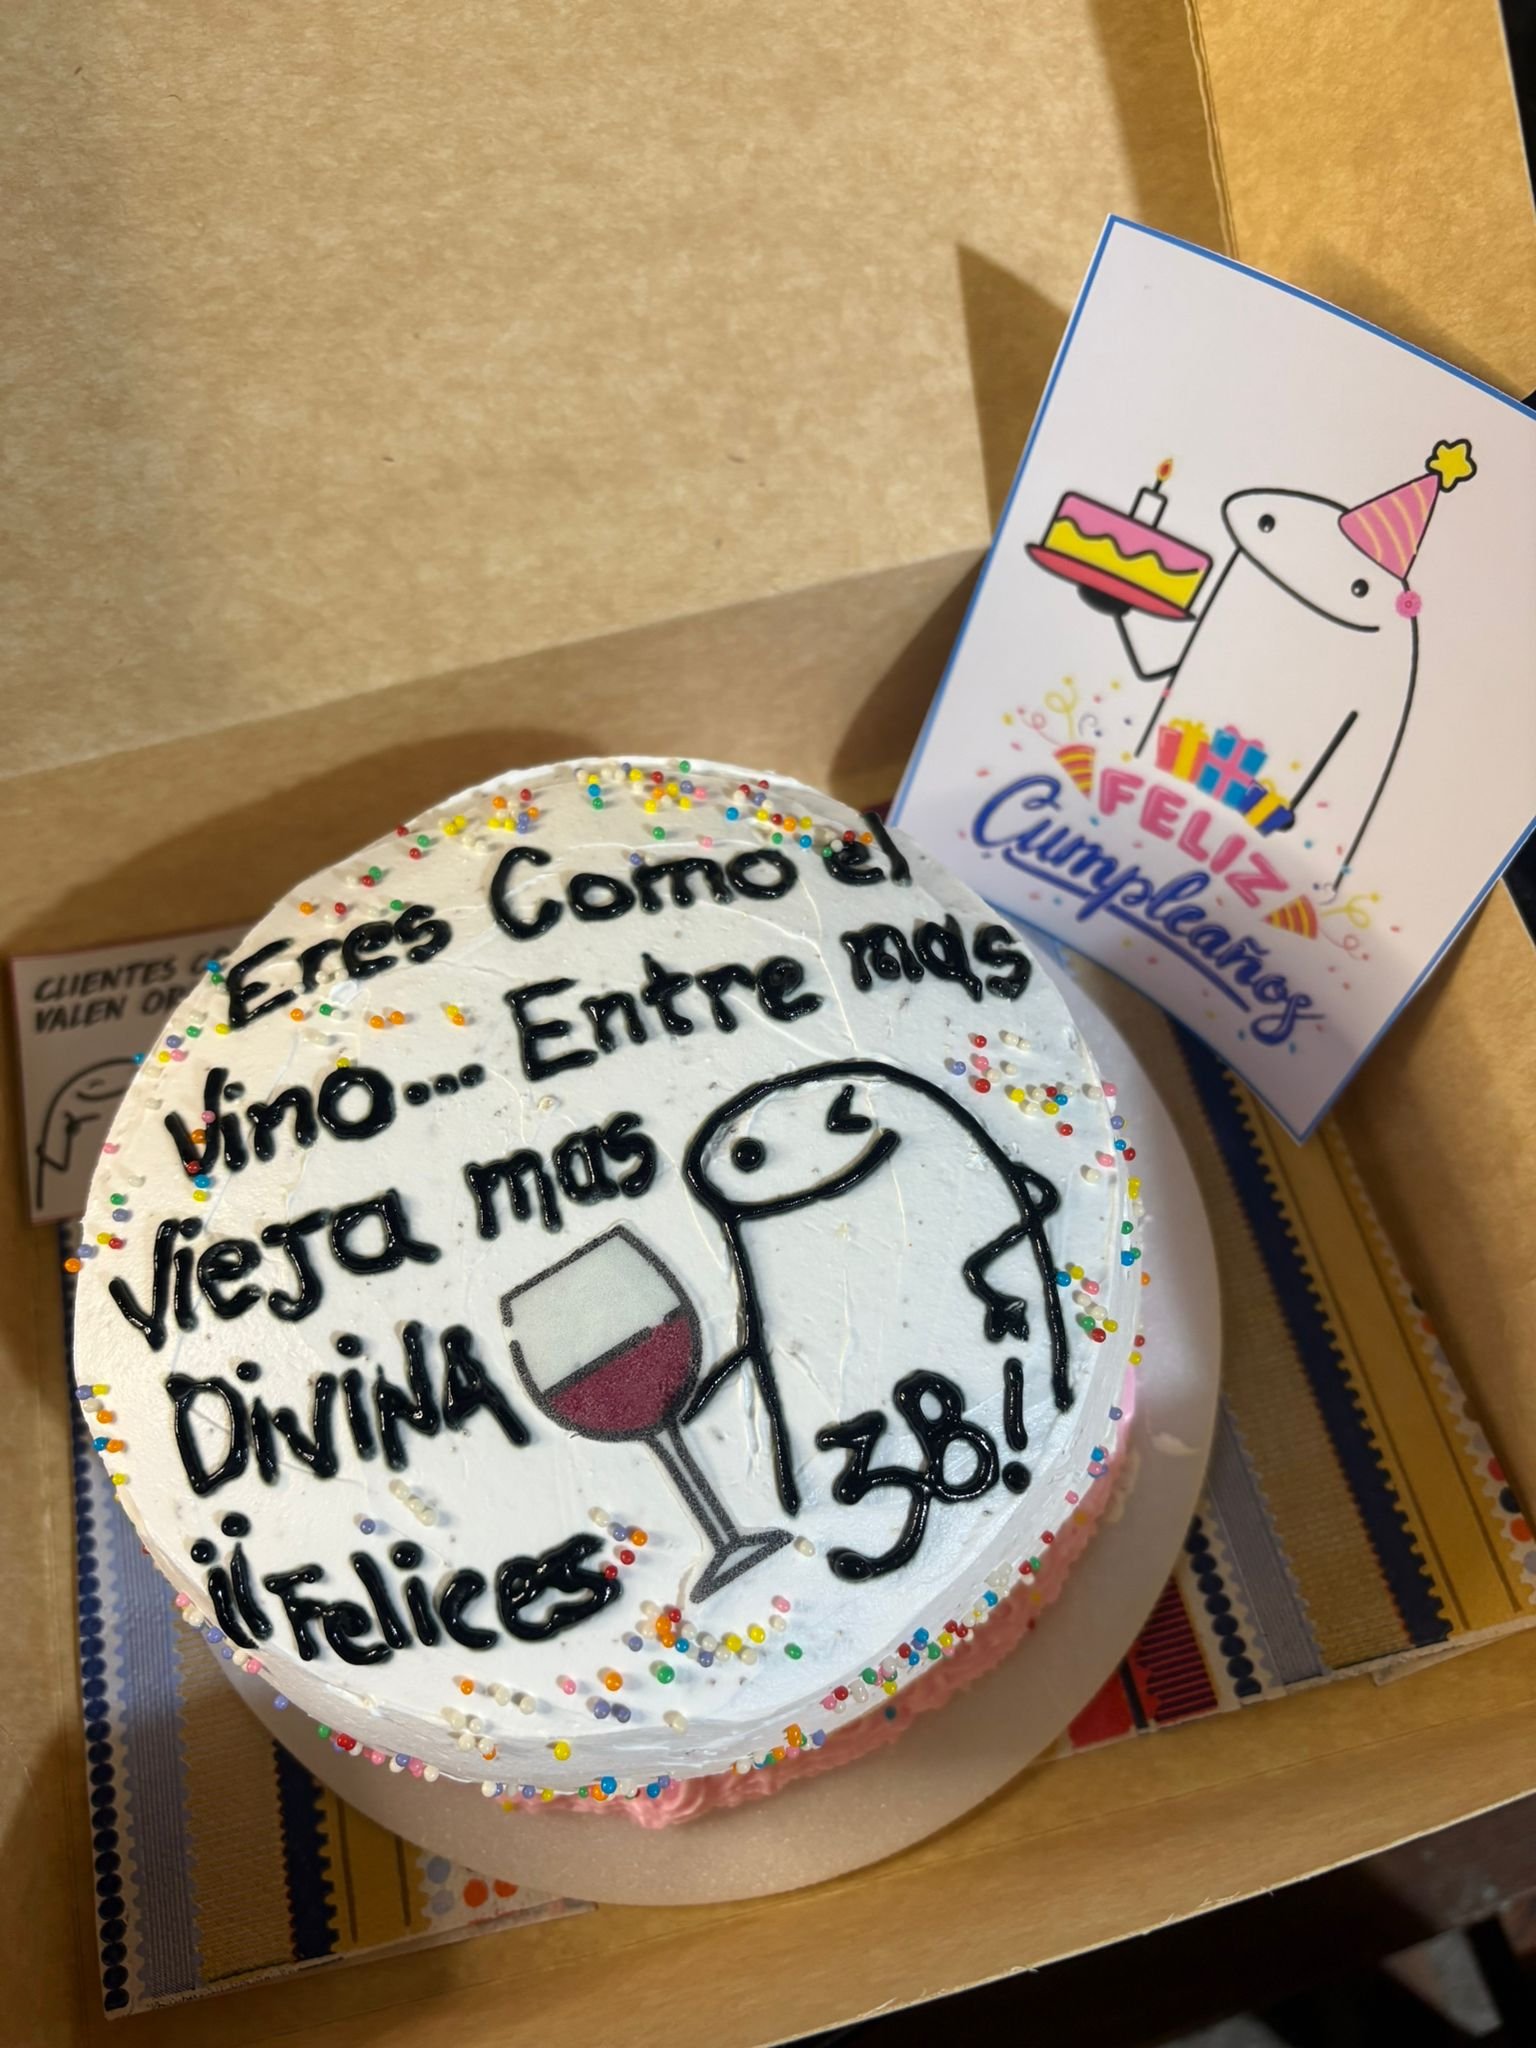 Eres Como el
Vino... Entre mas
Vieja mas
DiViNA
¡¡Felices
38!
FELIZ
Cumpleaños
CLIENTES
VALEN